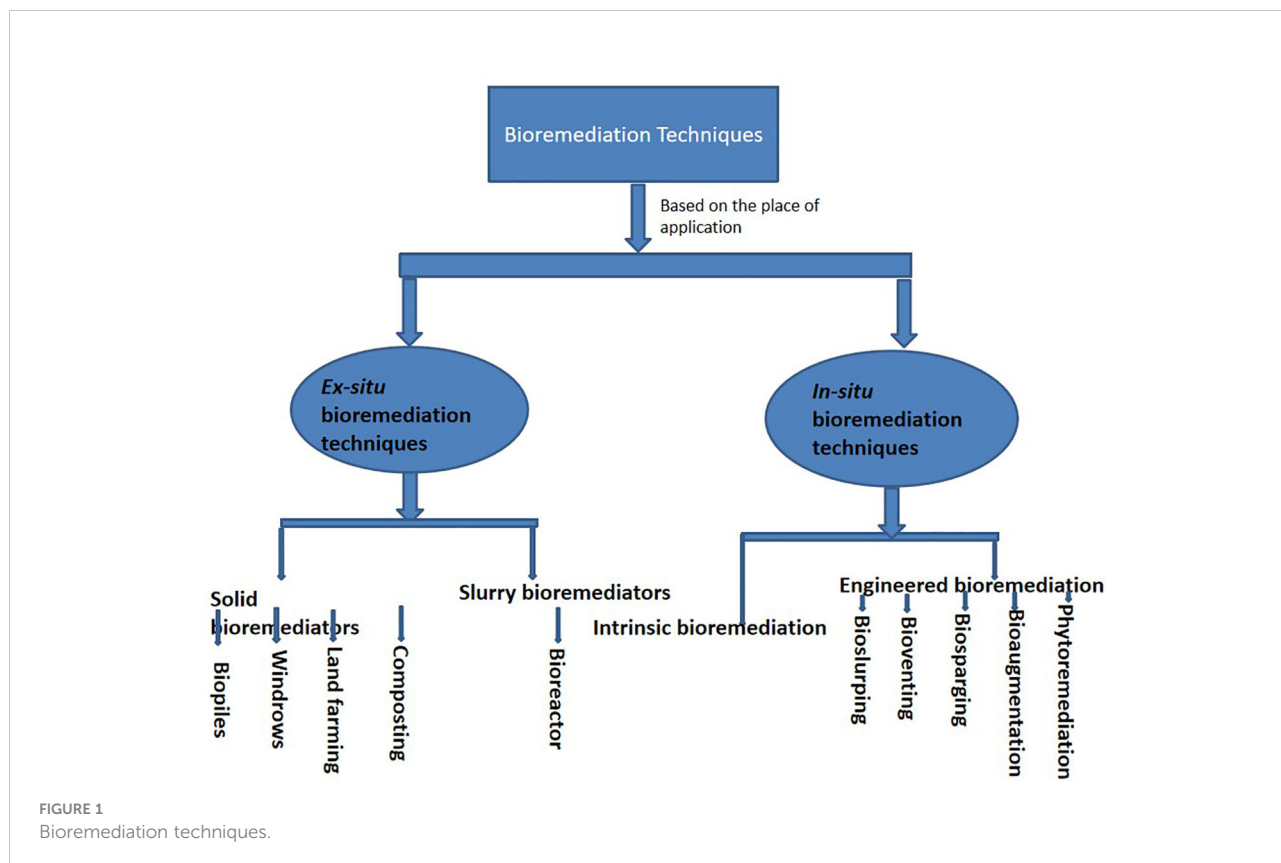 Bioremediation Techniques
Based on the place of
application
Ex-situ
bioremediation
techniques
In-situ
bioremediation
techniques
Solid
bioremediators
Slurry bioremediators
Intrinsic bioremediation
Engineered bioremediation
Biopiles
Windrows
Land farming
Composting
Bioreactor
Bioslurping
Bioventing
Biosparging
Bioaugmentation
Phytoremediation
FIGURE 1
Bioremediation techniques.